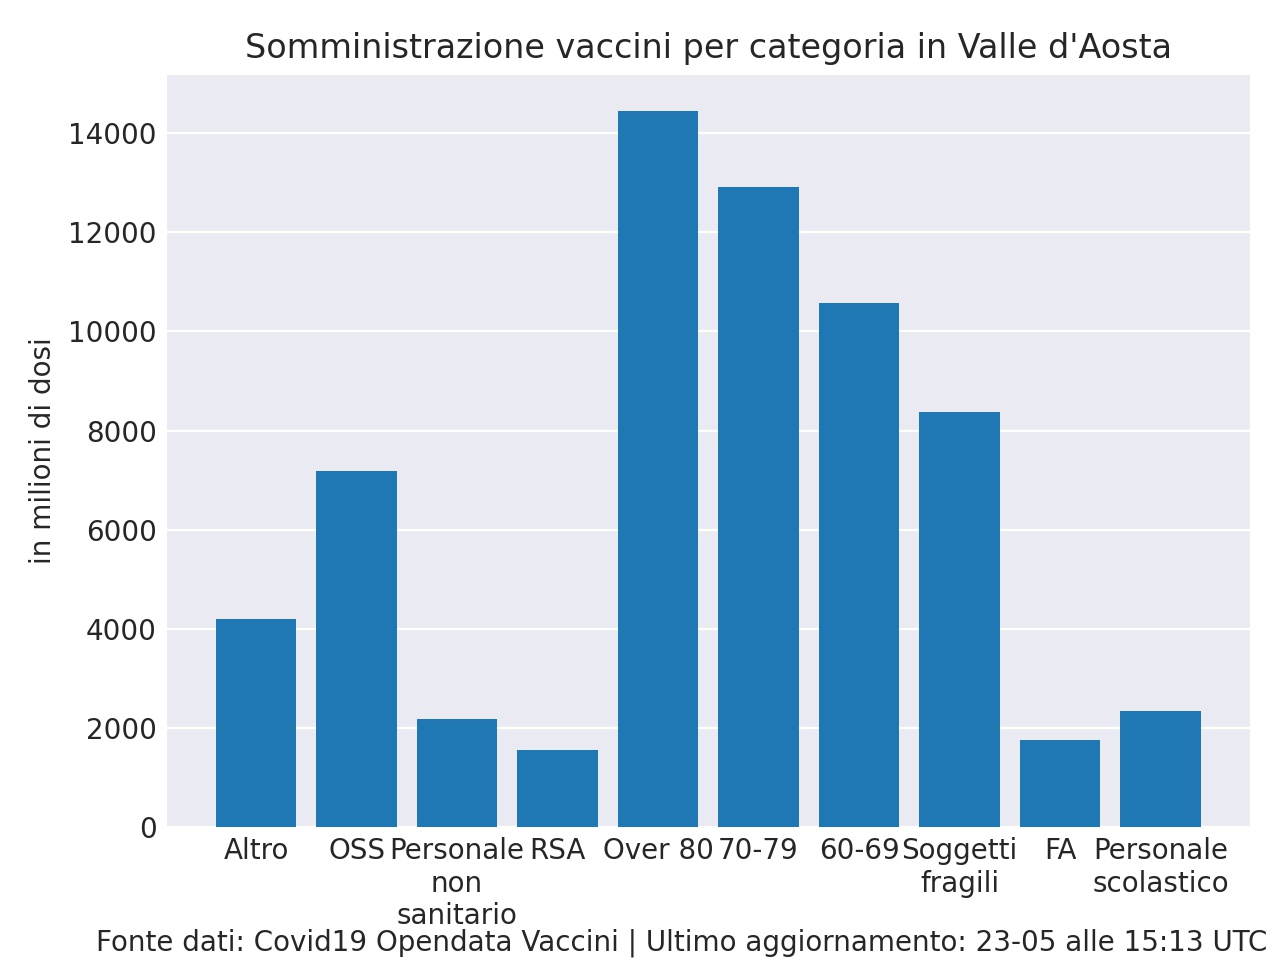 Somministrazione vaccini per categoria in Valle d'Aosta
in milioni di dosi
14000
12000
10000
8000
6000
4000
2000
0
Altro
OSS
Personale
non
sanitario
RSA
Over 80
70-79
60-69
Soggetti
fragili
FA
Personale
scolastico
Fonte dati: Covid19 Opendata Vaccini | Ultimo aggiornamento: 23-05 alle 15:13 UTC